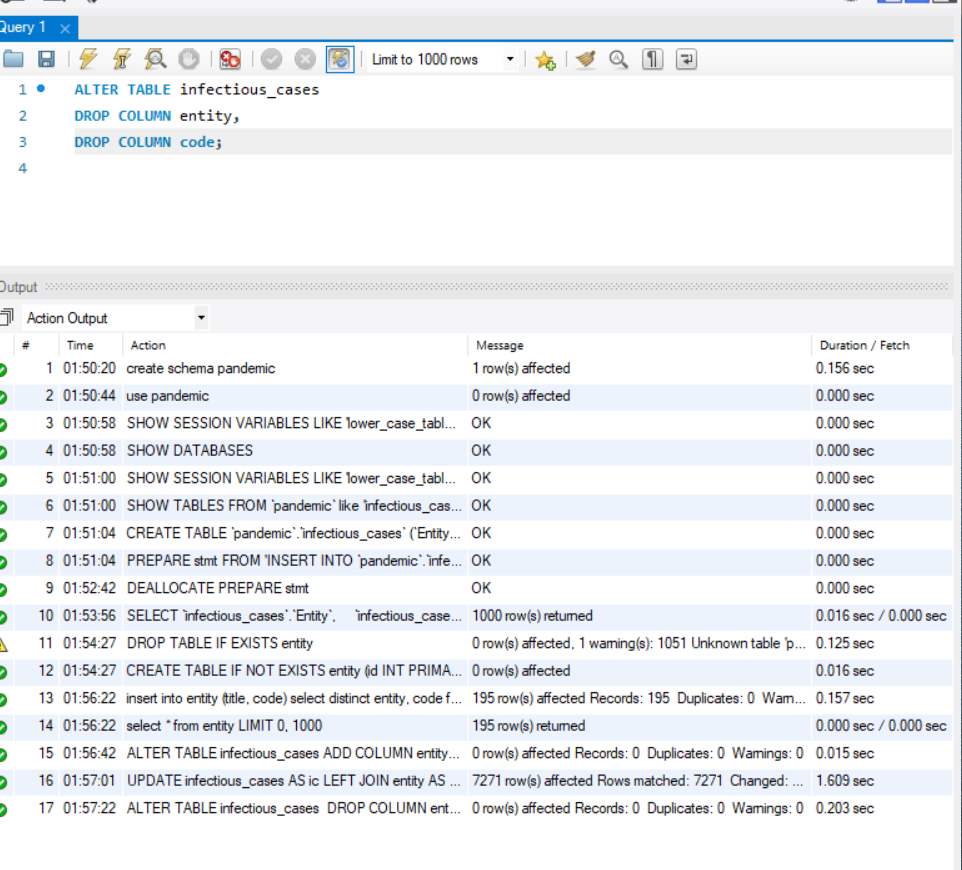 Query 1
Limit to 1000 rows
1 ALTER TABLE infectious_cases
2 DROP COLUMN entity,
3 DROP COLUMN code;
4
Output
Action Output
# Time Action Message Duration / Fetch
1 01:50:20 create schema pandemic 1 row(s) affected 0.156 sec
2 01:50:44 use pandemic 0 row(s) affected 0.000 sec
3 01:50:58 SHOW SESSION VARIABLES LIKE 'lower_case_tabl... OK 0.000 sec
4 01:50:58 SHOW DATABASES OK 0.000 sec
5 01:51:00 SHOW SESSION VARIABLES LIKE 'lower_case_tabl... OK 0.000 sec
6 01:51:00 SHOW TABLES FROM `pandemic` like 'infectious_cas... OK 0.000 sec
7 01:51:04 CREATE TABLE `pandemic`.`infectious_cases` (`Entity... OK 0.000 sec
8 01:51:04 PREPARE stmt FROM 'INSERT INTO `pandemic`.`infe... OK 0.000 sec
9 01:52:42 DEALLOCATE PREPARE stmt OK 0.000 sec
10 01:53:56 SELECT `infectious_cases`.`Entity`, `infectious_case... 1000 row(s) returned 0.016 sec / 0.000 sec
11 01:54:27 DROP TABLE IF EXISTS entity 0 row(s) affected, 1 warning(s): 1051 Unknown table 'p... 0.125 sec
12 01:54:27 CREATE TABLE IF NOT EXISTS entity (id INT PRIMA... 0 row(s) affected 0.016 sec
13 01:56:22 insert into entity (title, code) select distinct entity, code f... 195 row(s) affected Records: 195 Duplicates: 0 Warn... 0.157 sec
14 01:56:22 select * from entity LIMIT 0, 1000 195 row(s) returned 0.000 sec / 0.000 sec
15 01:56:42 ALTER TABLE infectious_cases ADD COLUMN entity... 0 row(s) affected Records: 0 Duplicates: 0 Warnings: 0 0.015 sec
16 01:57:01 UPDATE infectious_cases AS ic LEFT JOIN entity AS ... 7271 row(s) affected Rows matched: 7271 Changed: ... 1.609 sec
17 01:57:22 ALTER TABLE infectious_cases DROP COLUMN ent... 0 row(s) affected Records: 0 Duplicates: 0 Warnings: 0 0.203 sec